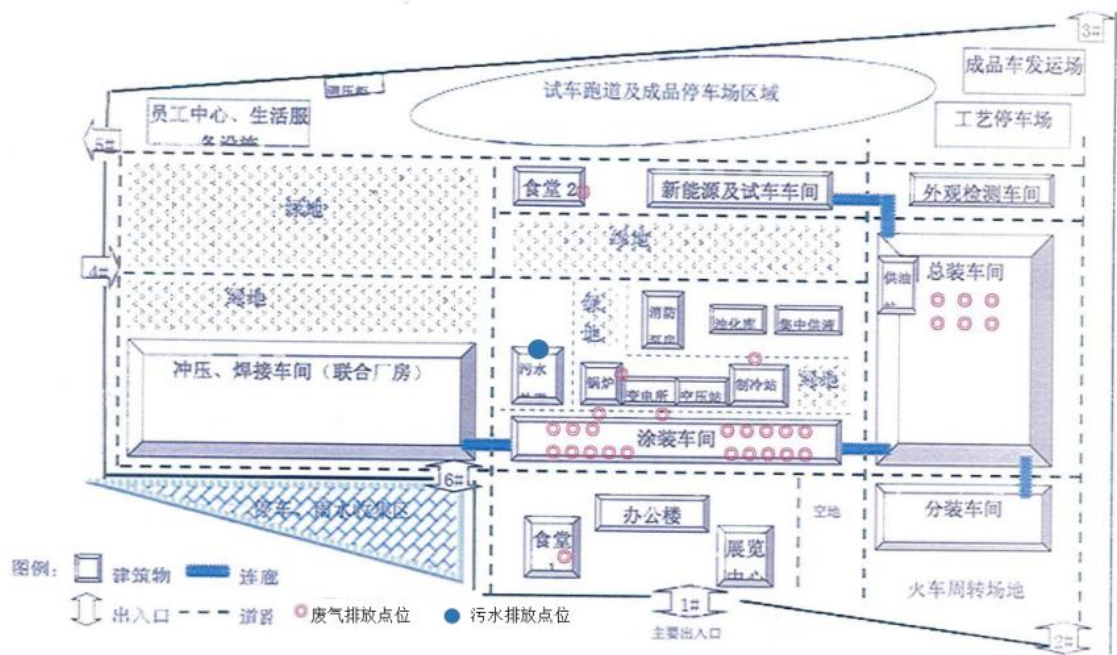 3#
成品车发运场
试车跑道及成品停车场区域
员工中心、生活服
务设施
工艺停车场
5#
食堂 2
新能源及试车车间
外观检测车间
绿地
绿地
4#
总装车间
供油
绿地
绿地
消防
泵房
油化库
集中供液
冲压、焊接车间（联合厂房）
污水
锅炉
变电所
空压站
制冷站
绿地
涂装车间
6#
停车、雨水收集区
食堂
1
办公楼
展览
中心
空地
分装车间
火车周转场地
图例：
建筑物
连廊
出入口
道路
废气排放点位
污水排放点位
1#
主要出入口
2#